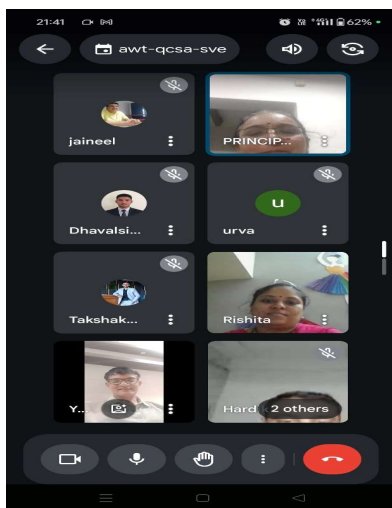 21:41
62%
awt-qcsa-sve
jaineel
PRINCIP...
Dhavalsi...
u
urva
Takshak...
Rishita
Y...
Hard
2 others